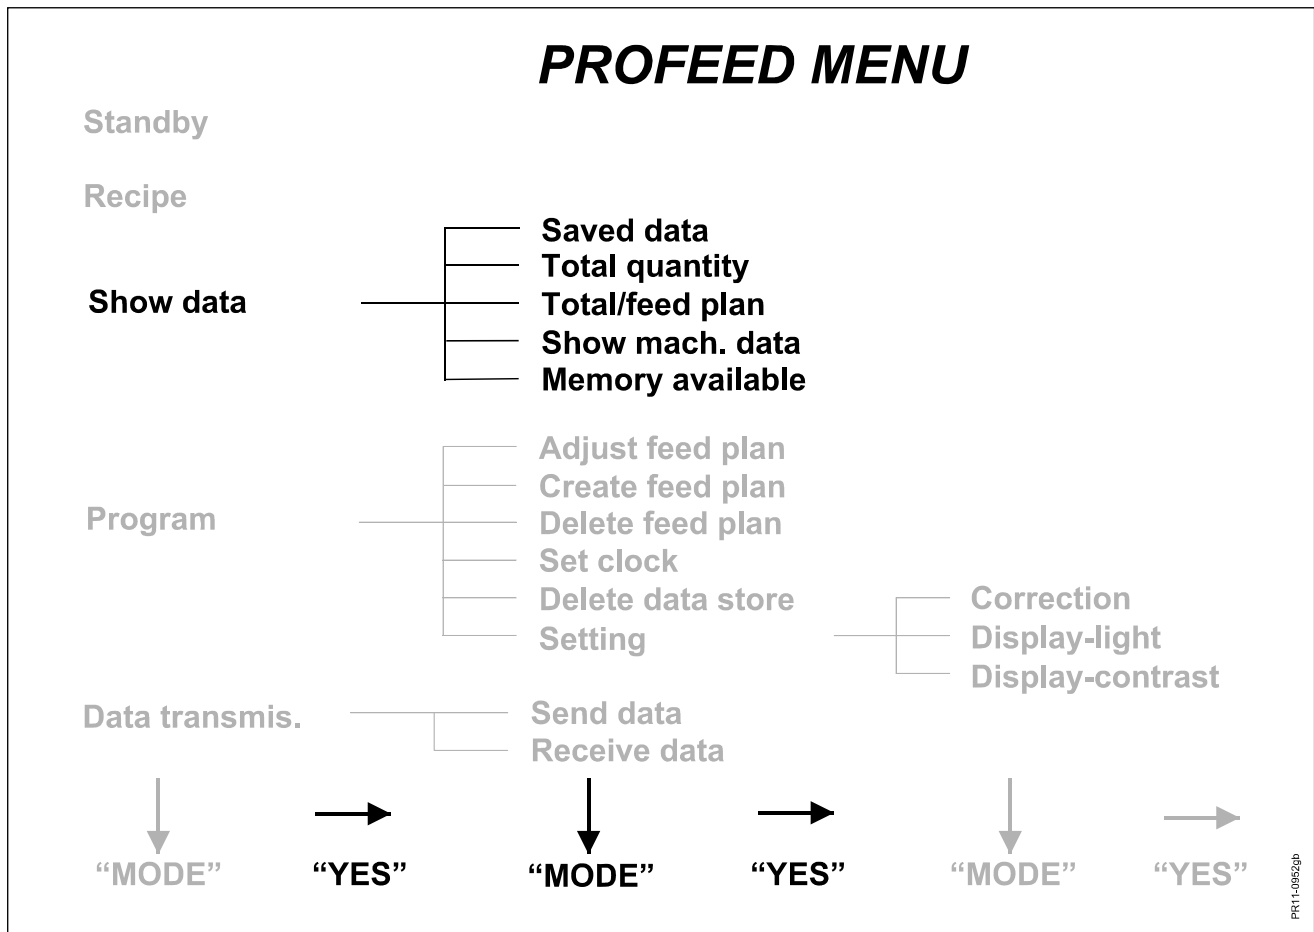 PROFEED MENU
Standby
Recipe
Show data
Saved data
Total quantity
Total/feed plan
Show mach. data
Memory available
Program
Adjust feed plan
Create feed plan
Delete feed plan
Set clock
Delete data store
Setting
Correction
Display-light
Display-contrast
Data transmis.
Send data
Receive data
“MODE” “YES” “MODE” “YES” “MODE” “YES”
PR11-0952gb